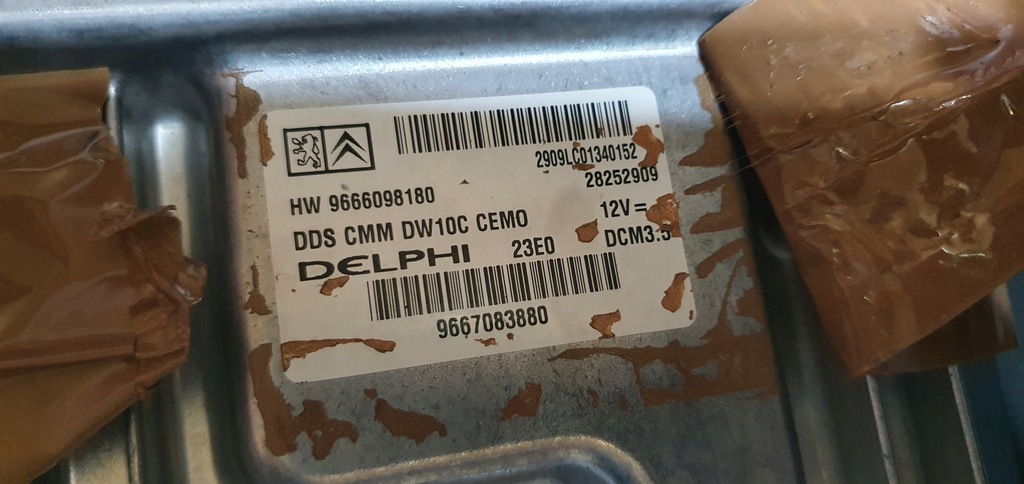 2909LC01340152
28252909
HW 9666098180
12V=
DDS CMM DW10C CEMO
DCM3.5
DELPHI 23E0
9667083880